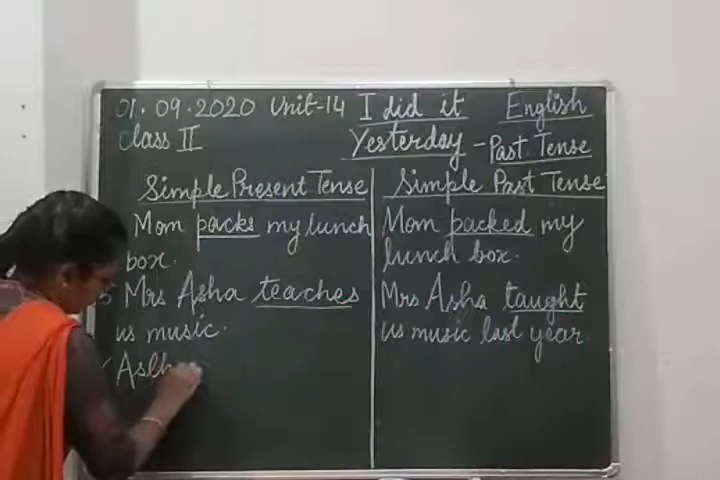 01.09.2020 Unit-14 I did it English
Class II Yesterday - Past Tense
Simple Present Tense
Mom packs my lunch
box.
Mrs Asha teaches
us music.
Simple Past Tense
Mom packed my
lunch box.
Mrs Asha taught
us music last year.